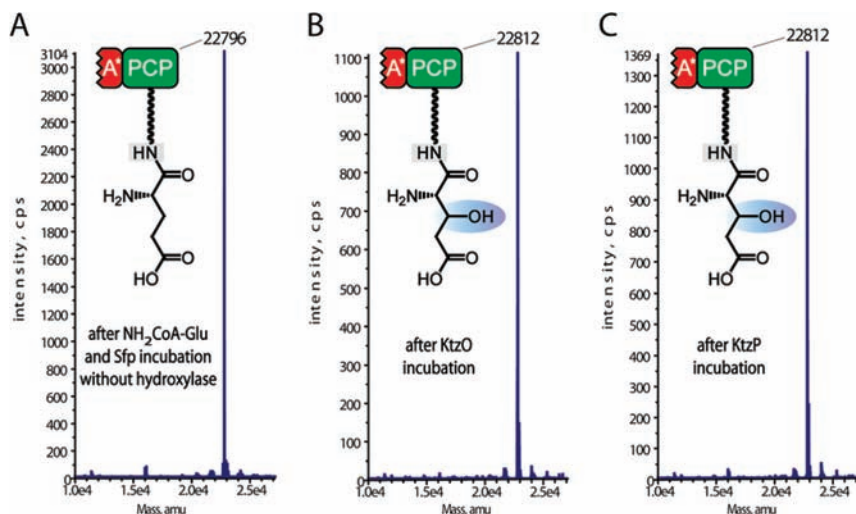 A
22796
A* PCP
HN
O
H₂N
O
HO
after NH₂CoA-Glu
and Sfp incubation
without hydroxylase
intensity, cps
3104
3000
2800
2600
2400
2200
2000
1800
1600
1400
1200
1000
800
600
400
200
0
1.0e4 1.5e4 2.0e4 2.5e4
Mass, amu
B
22812
A* PCP
HN
O
H₂N
OH
O
HO
after KtzO
incubation
intensity, cps
1100
1000
900
800
700
600
500
400
300
200
100
0
1.0e4 1.5e4 2.0e4 2.5e4
Mass, amu
C
22812
A* PCP
HN
O
H₂N
OH
O
HO
after KtzP
incubation
intensity, cps
1369
1300
1200
1100
1000
900
800
700
600
500
400
300
200
100
0
1.0e4 1.5e4 2.0e4 2.5e4
Mass, amu